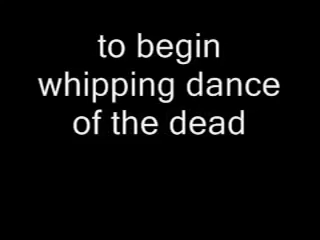 to begin
whipping dance
of the dead